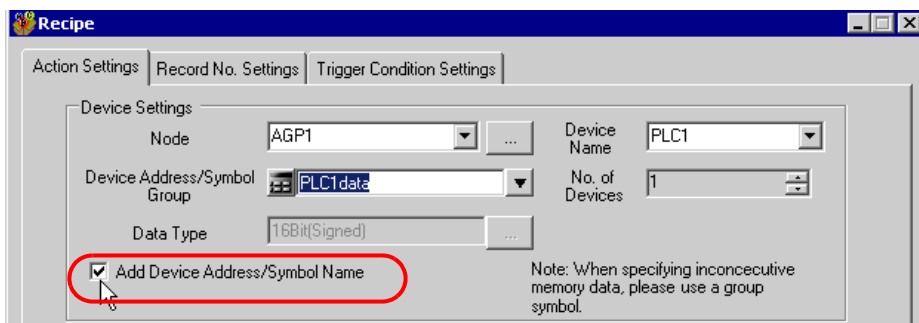 Recipe
Action Settings Record No. Settings Trigger Condition Settings
Device Settings
Node AGP1 ... Device Name PLC1
Device Address/Symbol Group PLC1data No. of Devices 1
Data Type 16Bit(Signed) ...
Add Device Address/Symbol Name
Note: When specifying inconcecutive
memory data, please use a group
symbol.